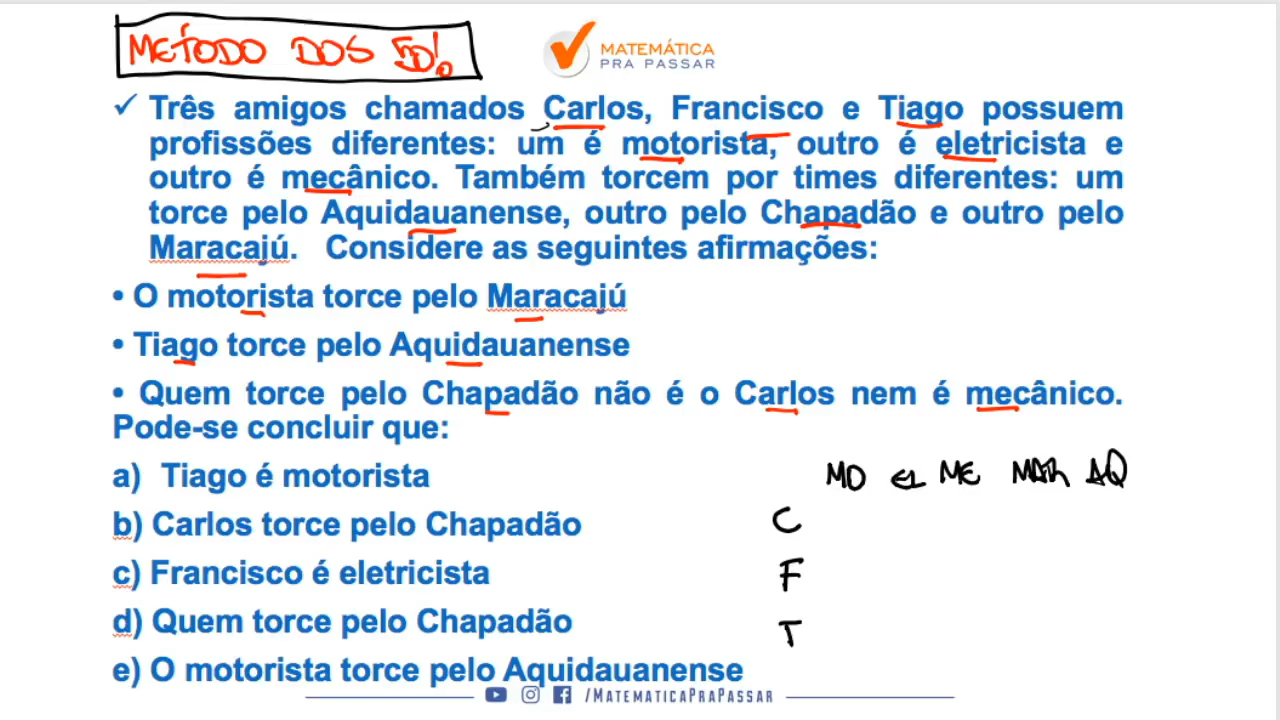 METÓDO DOS 50!
MATEMÁTICA
PRA PASSAR
✓ Três amigos chamados Carlos, Francisco e Tiago possuem
profissões diferentes: um é motorista, outro é eletricista e
outro é mecânico. Também torcem por times diferentes: um
torce pelo Aquidauanense, outro pelo Chapadão e outro pelo
Maracajú. Considere as seguintes afirmações:
• O motorista torce pelo Maracajú
• Tiago torce pelo Aquidauanense
• Quem torce pelo Chapadão não é o Carlos nem é mecânico.
Pode-se concluir que:
a) Tiago é motorista
MO EL ME MAR AQ
b) Carlos torce pelo Chapadão
C
c) Francisco é eletricista
F
d) Quem torce pelo Chapadão
T
e) O motorista torce pelo Aquidauanense
/MATEMATICAPRAPASSAR